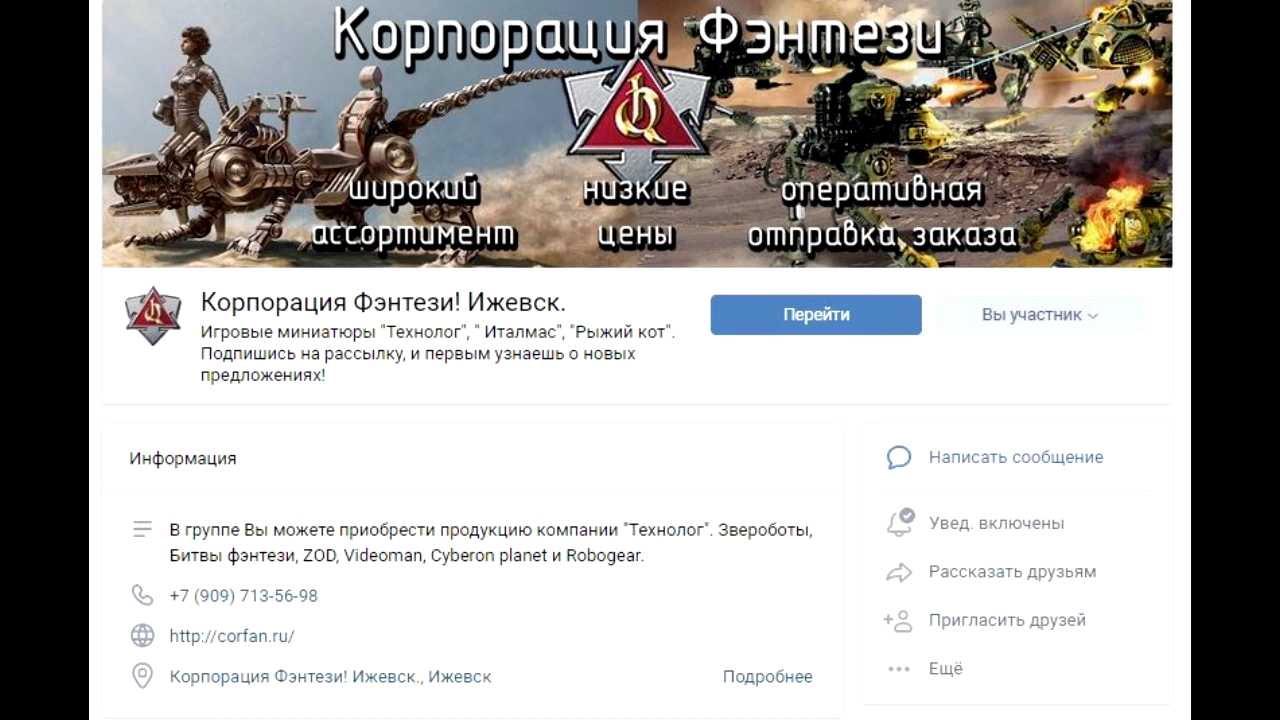 Корпорация Фэнтези
широкий ассортимент
низкие цены
оперативная отправка заказа
Корпорация Фэнтези! Ижевск.
Игровые миниатюры "Технолог", " Италмас", "Рыжий кот".
Подпишись на рассылку, и первым узнаешь о новых
предложениях!
Перейти
Вы участник
Информация
В группе Вы можете приобрести продукцию компании "Технолог". Звероботы,
Битвы фэнтези, ZOD, Videoman, Cyberon planet и Robogear.
+7 (909) 713-56-98
http://corfan.ru/
Корпорация Фэнтези! Ижевск., Ижевск
Подробнее
Написать сообщение
Увед. включены
Рассказать друзьям
Пригласить друзей
Ещё